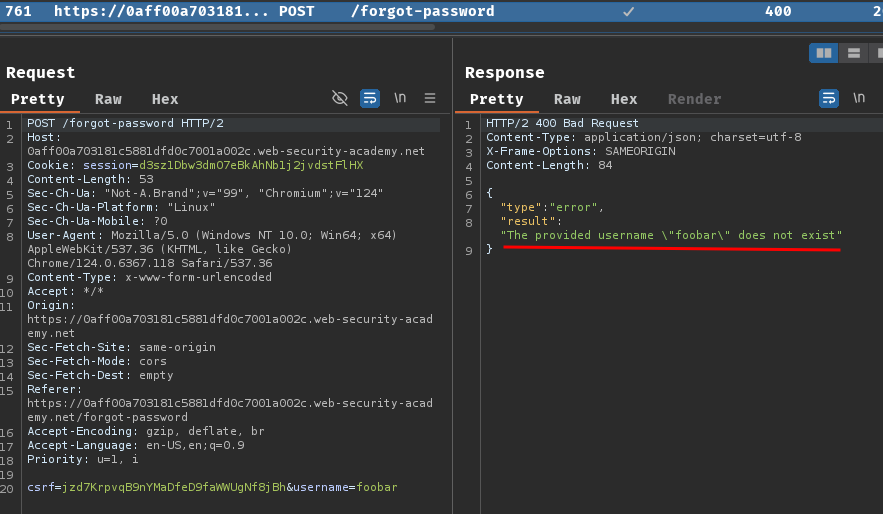 761 https://0aff00a703181... POST /forgot-password 400 2
Request
Pretty Raw Hex \n
1 POST /forgot-password HTTP/2
2 Host:
0aff00a703181c5881dfd0c7001a002c.web-security-academy.net
3 Cookie: session=d3sz1Dbw3dmO7eBkAhNb1j2jvdstFlHX
4 Content-Length: 53
5 Sec-Ch-Ua: "Not-A.Brand";v="99", "Chromium";v="124"
6 Sec-Ch-Ua-Platform: "Linux"
7 Sec-Ch-Ua-Mobile: ?0
8 User-Agent: Mozilla/5.0 (Windows NT 10.0; Win64; x64)
AppleWebKit/537.36 (KHTML, like Gecko)
Chrome/124.0.6367.118 Safari/537.36
9 Content-Type: x-www-form-urlencoded
10 Accept: */*
11 Origin:
https://0aff00a703181c5881dfd0c7001a002c.web-security-acad
emy.net
12 Sec-Fetch-Site: same-origin
13 Sec-Fetch-Mode: cors
14 Sec-Fetch-Dest: empty
15 Referer:
https://0aff00a703181c5881dfd0c7001a002c.web-security-acad
emy.net/forgot-password
16 Accept-Encoding: gzip, deflate, br
17 Accept-Language: en-US,en;q=0.9
18 Priority: u=1, i
19
20 csrf=jzd7KrpvqB9nYMaDfeD9faWWUgNf8jBh&username=foobar
Response
Pretty Raw Hex Render \n
1 HTTP/2 400 Bad Request
2 Content-Type: application/json; charset=utf-8
3 X-Frame-Options: SAMEORIGIN
4 Content-Length: 84
5
6 {
7 "type":"error",
8 "result":
"The provided username \"foobar\" does not exist"
9 }